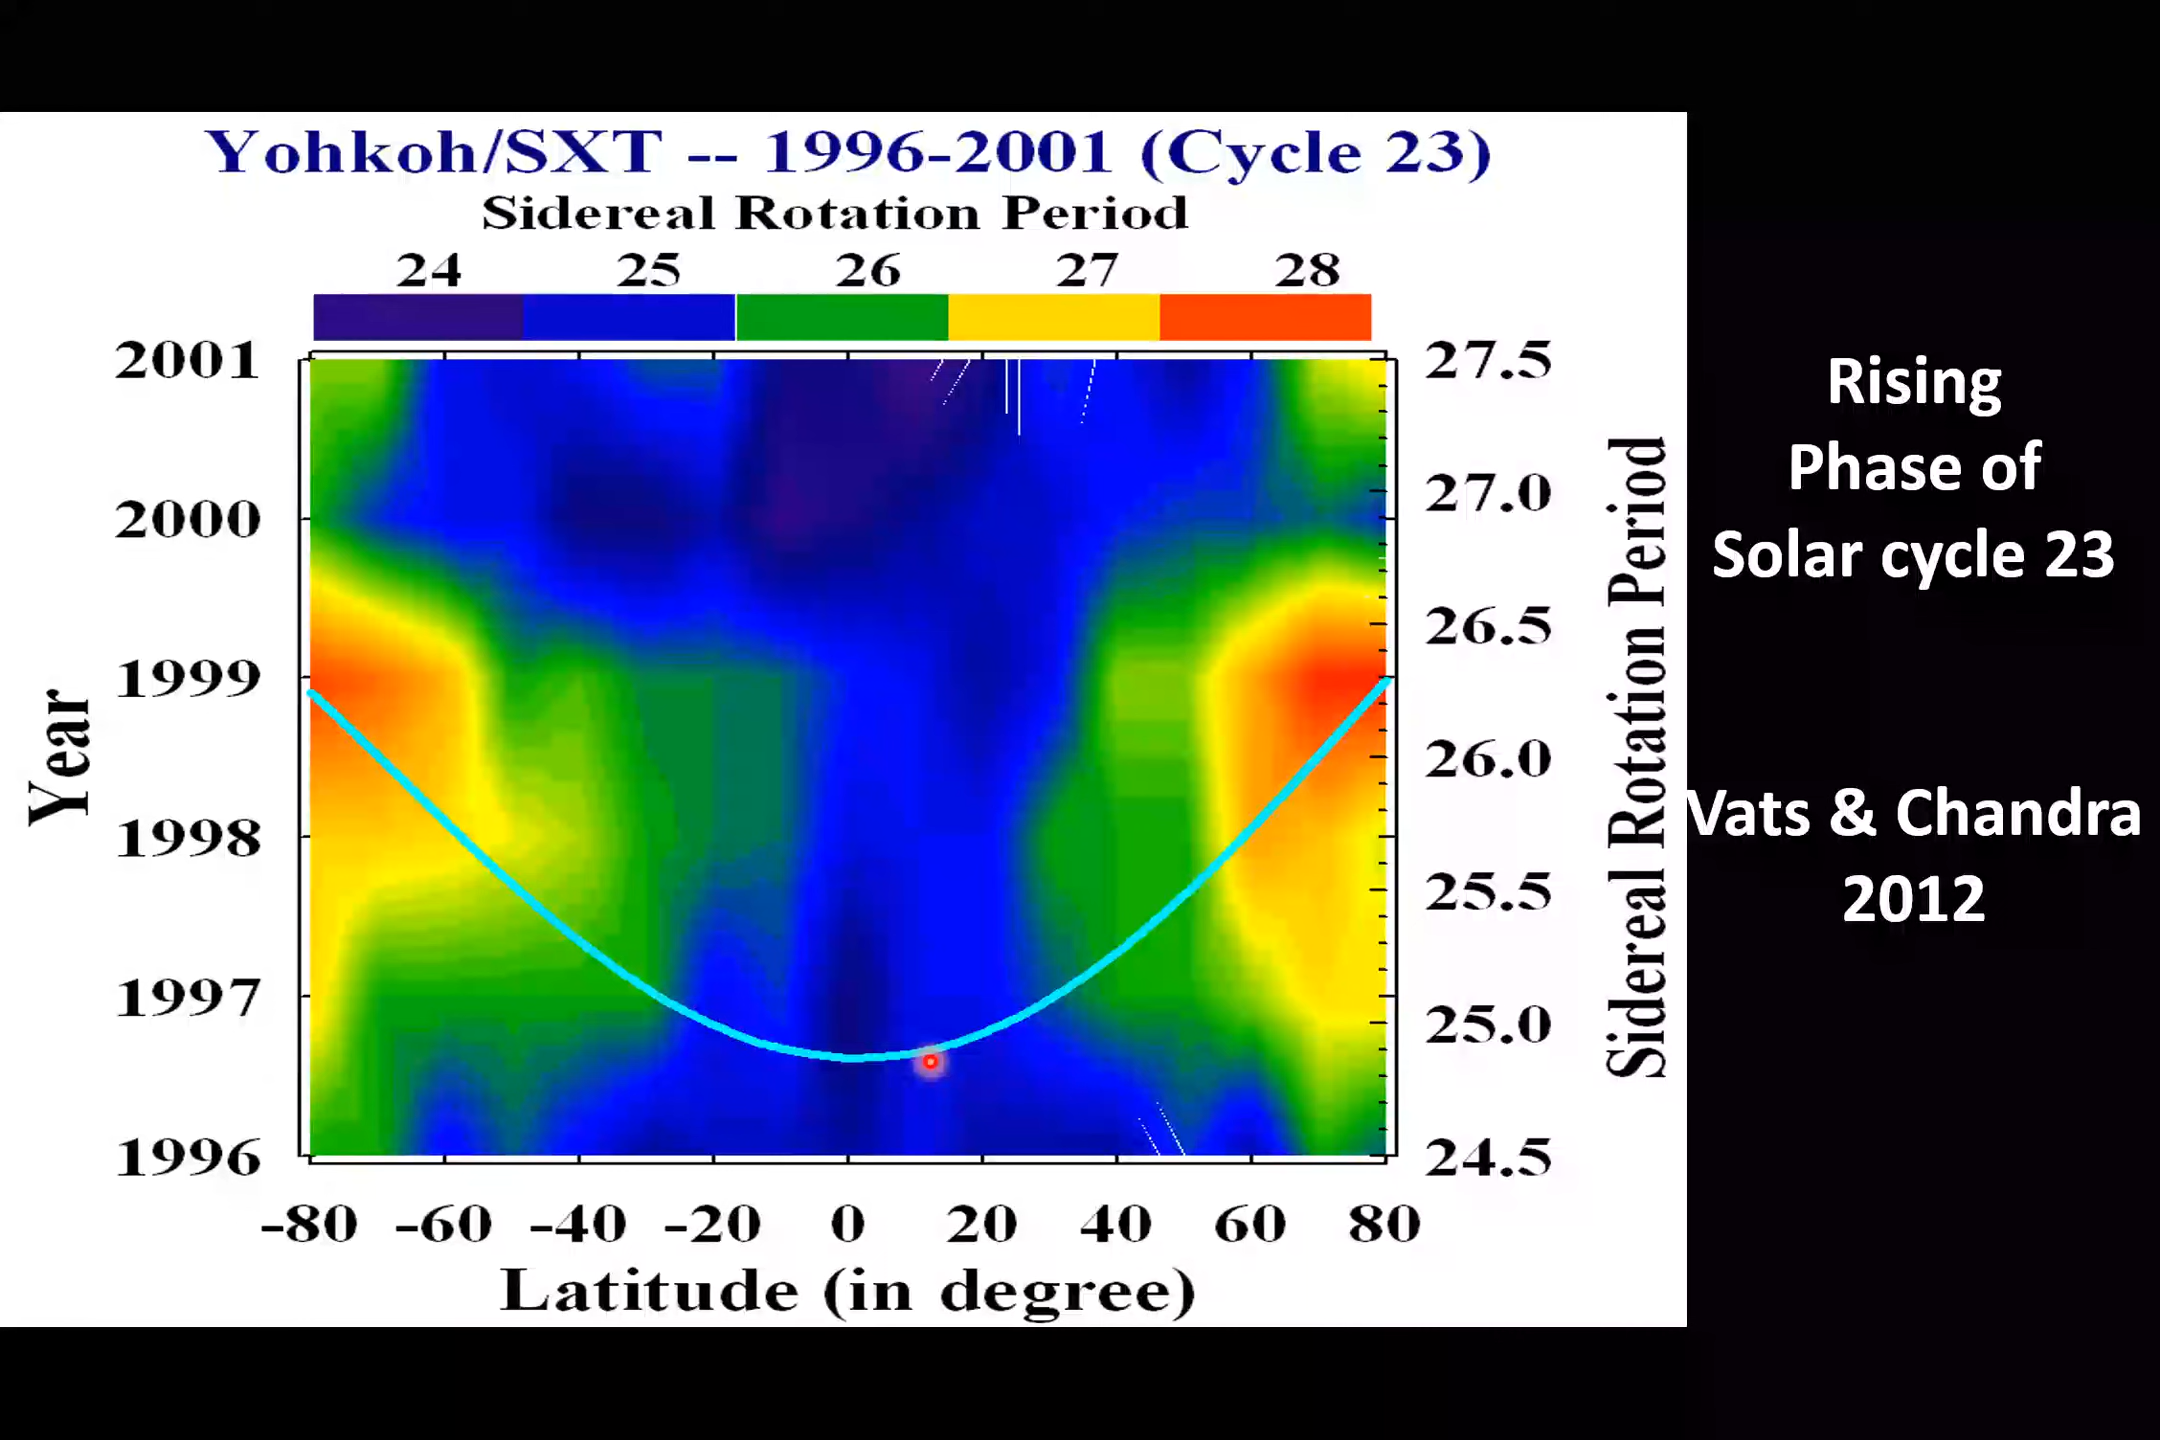 Yohkoh/SXT -- 1996-2001 (Cycle 23)
Sidereal Rotation Period
24 25 26 27 28
2001
2000
1999
1998
1997
1996
Year
-80 -60 -40 -20 0 20 40 60 80
Latitude (in degree)
27.5
27.0
26.5
26.0
25.5
25.0
24.5
Sidereal Rotation Period
Rising
Phase of
Solar cycle 23
Vats & Chandra
2012